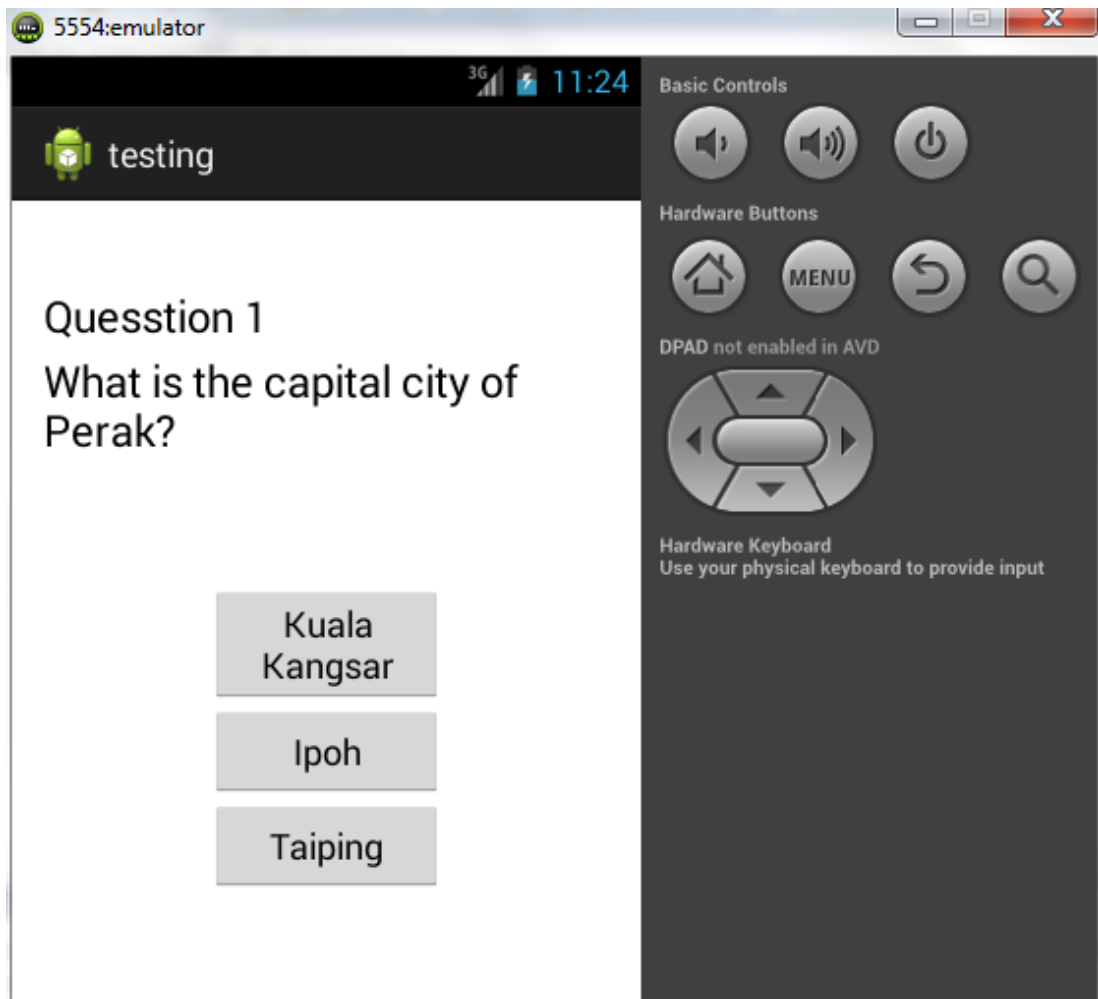 5554:emulator
3G 11:24
testing
Quesstion 1
What is the capital city of
Perak?
Kuala
Kangsar
Ipoh
Taiping
Basic Controls
Hardware Buttons
MENU
DPAD not enabled in AVD
Hardware Keyboard
Use your physical keyboard to provide input